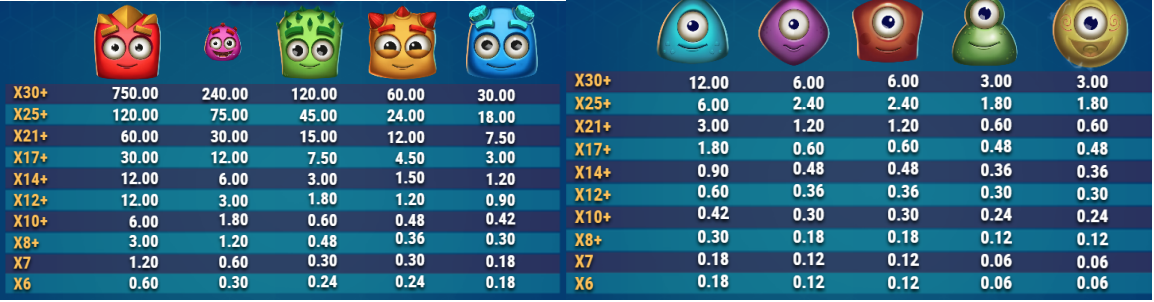 X30+ 750.00 240.00 120.00 60.00 30.00
X25+ 120.00 75.00 45.00 24.00 18.00
X21+ 60.00 30.00 15.00 12.00 7.50
X17+ 30.00 12.00 7.50 4.50 3.00
X14+ 12.00 6.00 3.00 1.50 1.20
X12+ 12.00 3.00 1.80 1.20 0.90
X10+ 6.00 1.80 0.60 0.48 0.42
X8+ 3.00 1.20 0.48 0.36 0.30
X7 1.20 0.60 0.30 0.30 0.18
X6 0.60 0.30 0.24 0.24 0.18
X30+ 12.00 6.00 6.00 3.00 3.00
X25+ 6.00 2.40 2.40 1.80 1.80
X21+ 3.00 1.20 1.20 0.60 0.60
X17+ 1.80 0.60 0.60 0.48 0.48
X14+ 0.90 0.48 0.48 0.36 0.36
X12+ 0.60 0.36 0.36 0.30 0.30
X10+ 0.42 0.30 0.30 0.24 0.24
X8+ 0.30 0.18 0.18 0.12 0.12
X7 0.18 0.12 0.12 0.06 0.06
X6 0.18 0.12 0.12 0.06 0.06